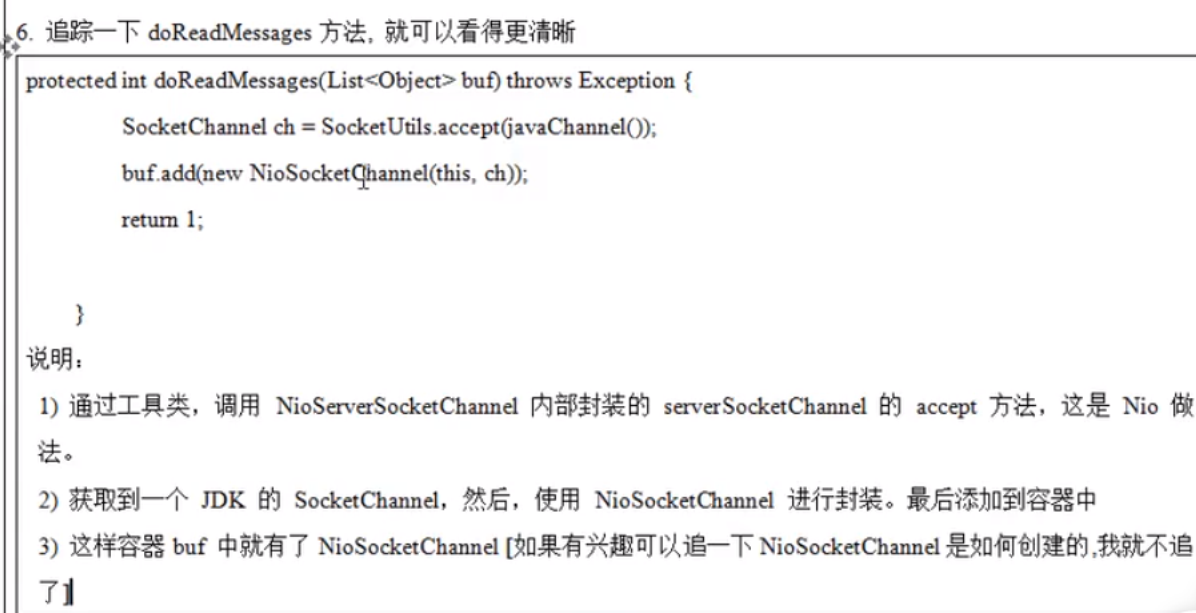 6. 追踪一下 doReadMessages 方法, 就可以看得更清晰
protected int doReadMessages(List<Object> buf) throws Exception {
SocketChannel ch = SocketUtils.accept(javaChannel());
buf.add(new NioSocketChannel(this, ch));
return 1;
}
说明：
1) 通过工具类，调用 NioServerSocketChannel 内部封装的 serverSocketChannel 的 accept 方法，这是 Nio 做
法。
2) 获取到一个 JDK 的 SocketChannel，然后，使用 NioSocketChannel 进行封装。最后添加到容器中
3) 这样容器 buf 中就有了 NioSocketChannel [如果有兴趣可以追一下 NioSocketChannel 是如何创建的,我就不追
了]